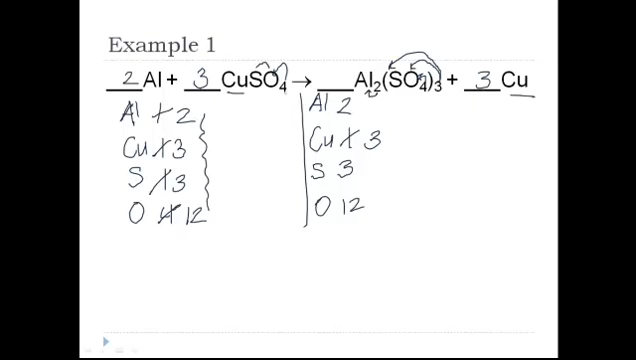 Example 1
2 Al + 3 CuSO4 → ___ Al2(SO4)3 + 3 Cu
Al 1 2 Al 2
Cu 1 3 Cu 1 3
S 1 3 S 3
O 4 12 O 12